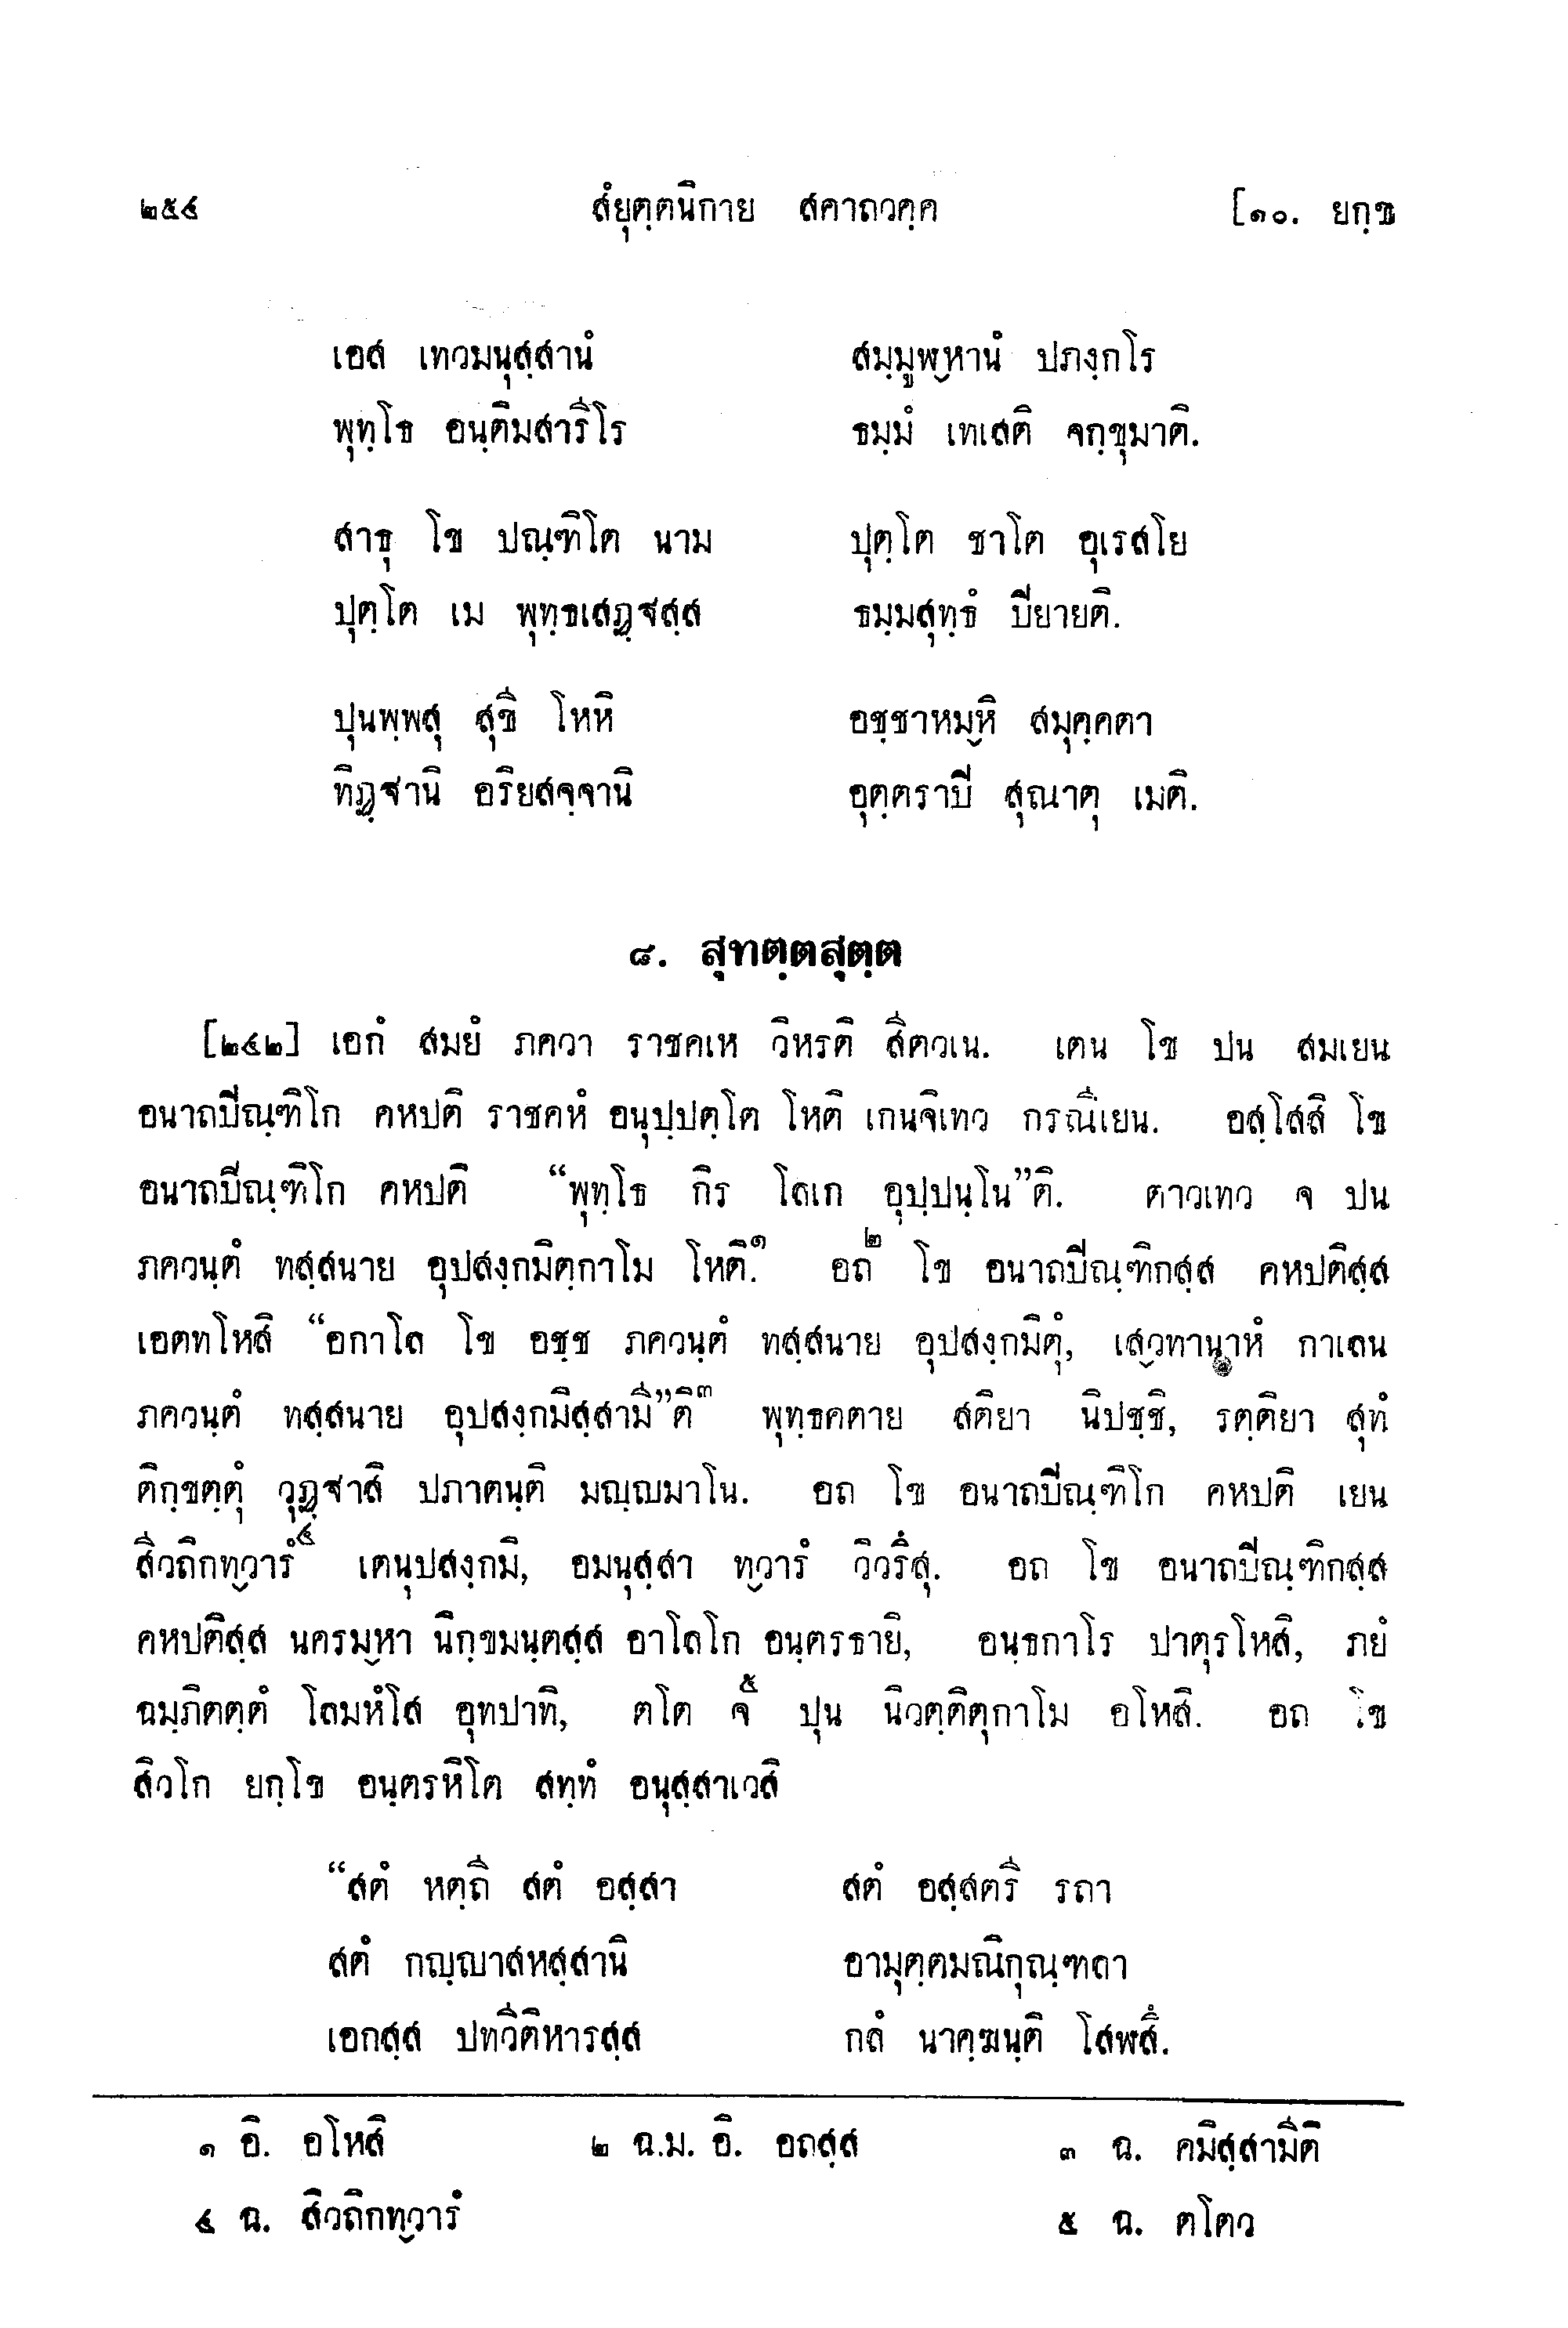 ๒๕๔ สํยุตฺตนิกาย สคาถวคฺค [๑๐. ยกฺข
เอส เทวมนุสฺสานํ สมฺมูฬฺหานํ ปภงฺกโร
พุทฺโธ อนฺติมสารีโร ธมฺมํ เทเสติ จกฺขุมาติ.
สาธุ โข ปณฺฑิโต นาม ปุตฺโต ชาโต อุเรสโย
ปุตฺโต เม พุทฺธเสฏฺฐสฺส ธมฺมสุทฺธํ ปิยายติ.
ปุนพฺพสุ สุขี โหหิ อชฺชาหมฺหิ สมุคฺคตา
ทิฏฺฐานิ อริยสจฺจานิ อุตฺตราปิ สุณาตุ เมติ.
๘. สุทตฺตสุตฺต
[๒๔๒] เอกํ สมยํ ภควา ราชคเห วิหรติ สีตวเน. เตน โข ปน สมเยน
อนาถปิณฺฑิโก คหปติ ราชคหํ อนุปฺปตฺโต โหติ เกนจิเทว กรณีเยน. อสฺโสสิ โข
อนาถปิณฺฑิโก คหปติ “พุทฺโธ กิร โลเก อุปฺปนฺโน”ติ. ตาวเทว จ ปน
ภควนฺตํ ทสฺสนาย อุปสงฺกมิตฺกาโม โหติ.๑ อถ๒ โข อนาถปิณฺฑิกสฺส คหปติสฺส
เอตทโหสิ “อกาโล โข อชฺช ภควนฺตํ ทสฺสนาย อุปสงฺกมิตุํ, เสฺวทานาหํ กาเลน
ภควนฺตํ ทสฺสนาย อุปสงฺกมิสฺสามี”ติ๓ พุทฺธคตาย สติยา นิปชฺชิ, รตฺติยา สุทํ
ติกฺขตฺตุํ วุฏฺฐาสิ ปภาตนฺติ มญฺญมาโน. อถ โข อนาถปิณฺฑิโก คหปติ เยน
สีวถิกทฺวารํ๔ เตนุปสงฺกมิ, อมนุสฺสา ทฺวารํ วิวรึสุ. อถ โข อนาถปิณฺฑิกสฺส
คหปติสฺส นครมฺหา นิกฺขมนฺตสฺส อาโลโก อนฺตรธายิ, อนฺธกาโร ปาตุรโหสิ, ภยํ
ฉมฺภิตตฺตํ โลมหํโส อุทปาทิ, ตโต จ๕ ปุน นิวตฺติตุกาโม อโหสิ. อถ โข
สิวโก ยกฺโข อนฺตรหิโต สทฺทํ อนุสฺสาเวสิ
“สตํ หตฺถี สตํ อสฺสา สตํ อสฺสตรี รถา
สตํ กญฺญาสหสฺสานิ อามุตฺตมณิกุณฺฑลา
เอกสฺส ปทวีติหารสฺส กลํ นาคฺฆนฺติ โสฬสึ.
๑ อิ. อโหสิ ๒ ฉ.ม. อิ. อถสฺส ๓ ฉ. คมิสฺสามีติ
๔ ฉ. สิวถิกทฺวารํ ๕ ฉ. ตโตว